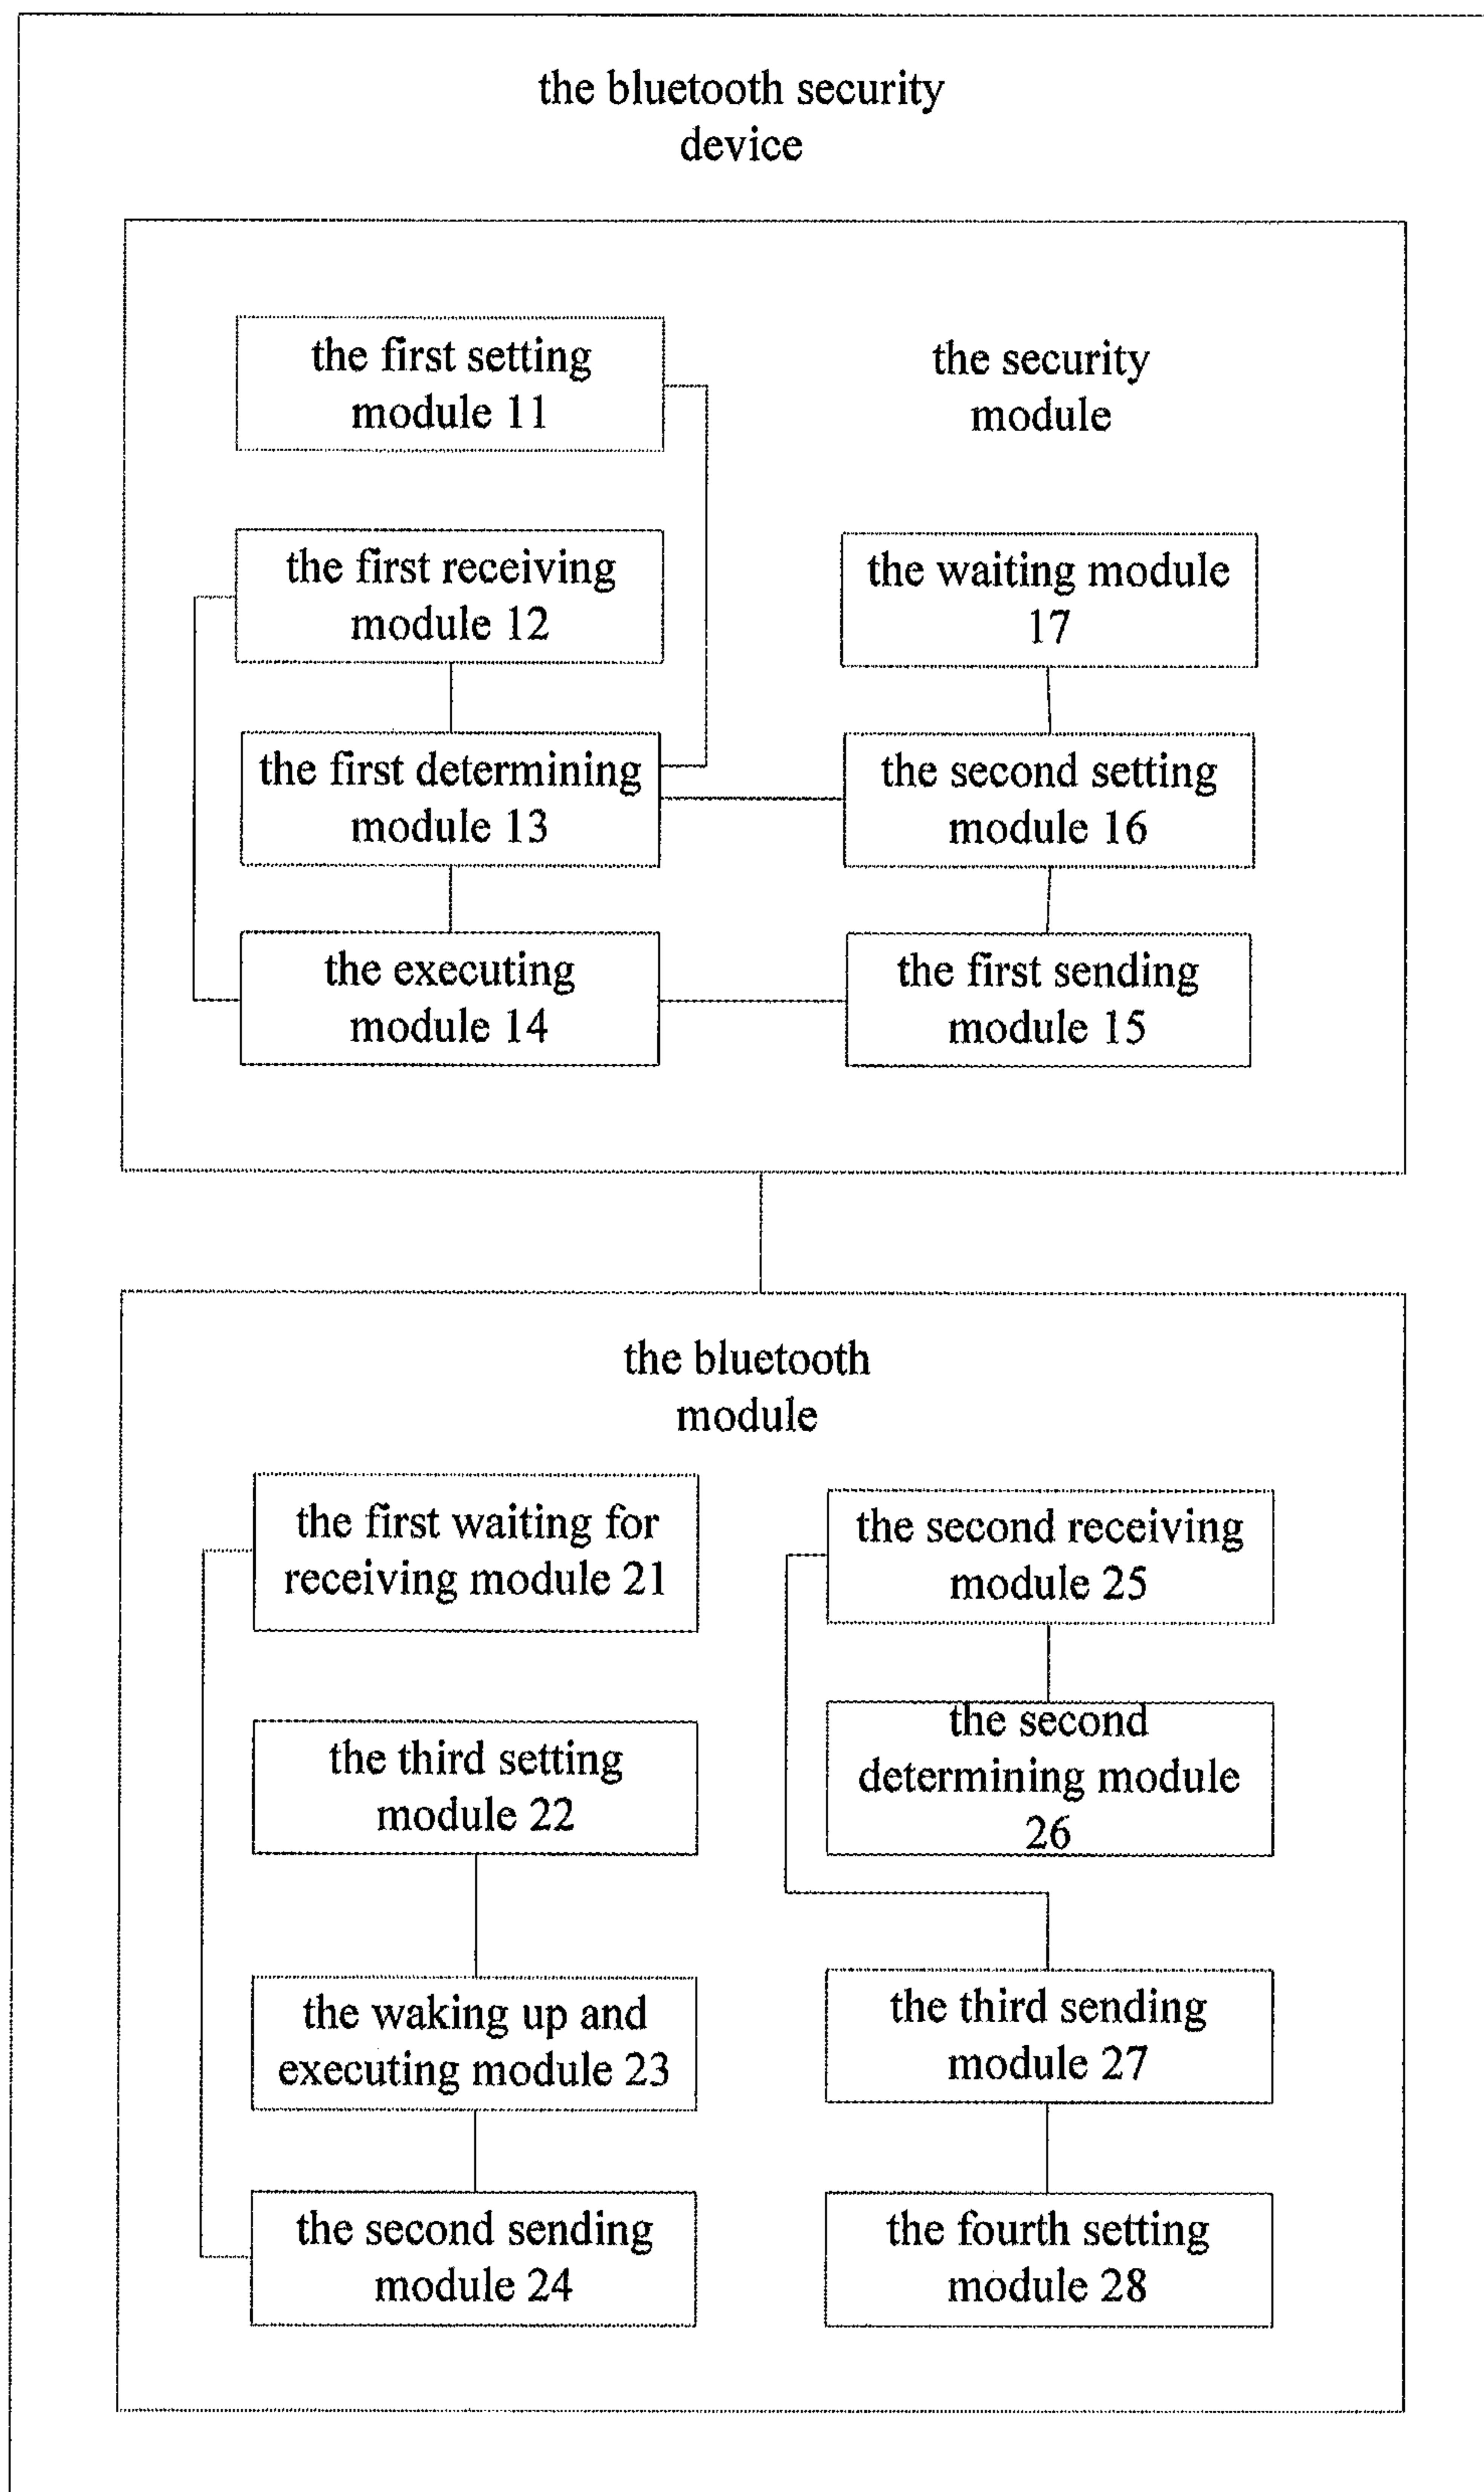 the bluetooth security
device
the first setting
module 11
the security
module
the first receiving
module 12
the waiting module
17
the first determining
module 13
the second setting
module 16
the executing
module 14
the first sending
module 15
the bluetooth
module
the first waiting for
receiving module 21
the second receiving
module 25
the third setting
module 22
the second
determining module
26
the waking up and
executing module 23
the third sending
module 27
the second sending
module 24
the fourth setting
module 28